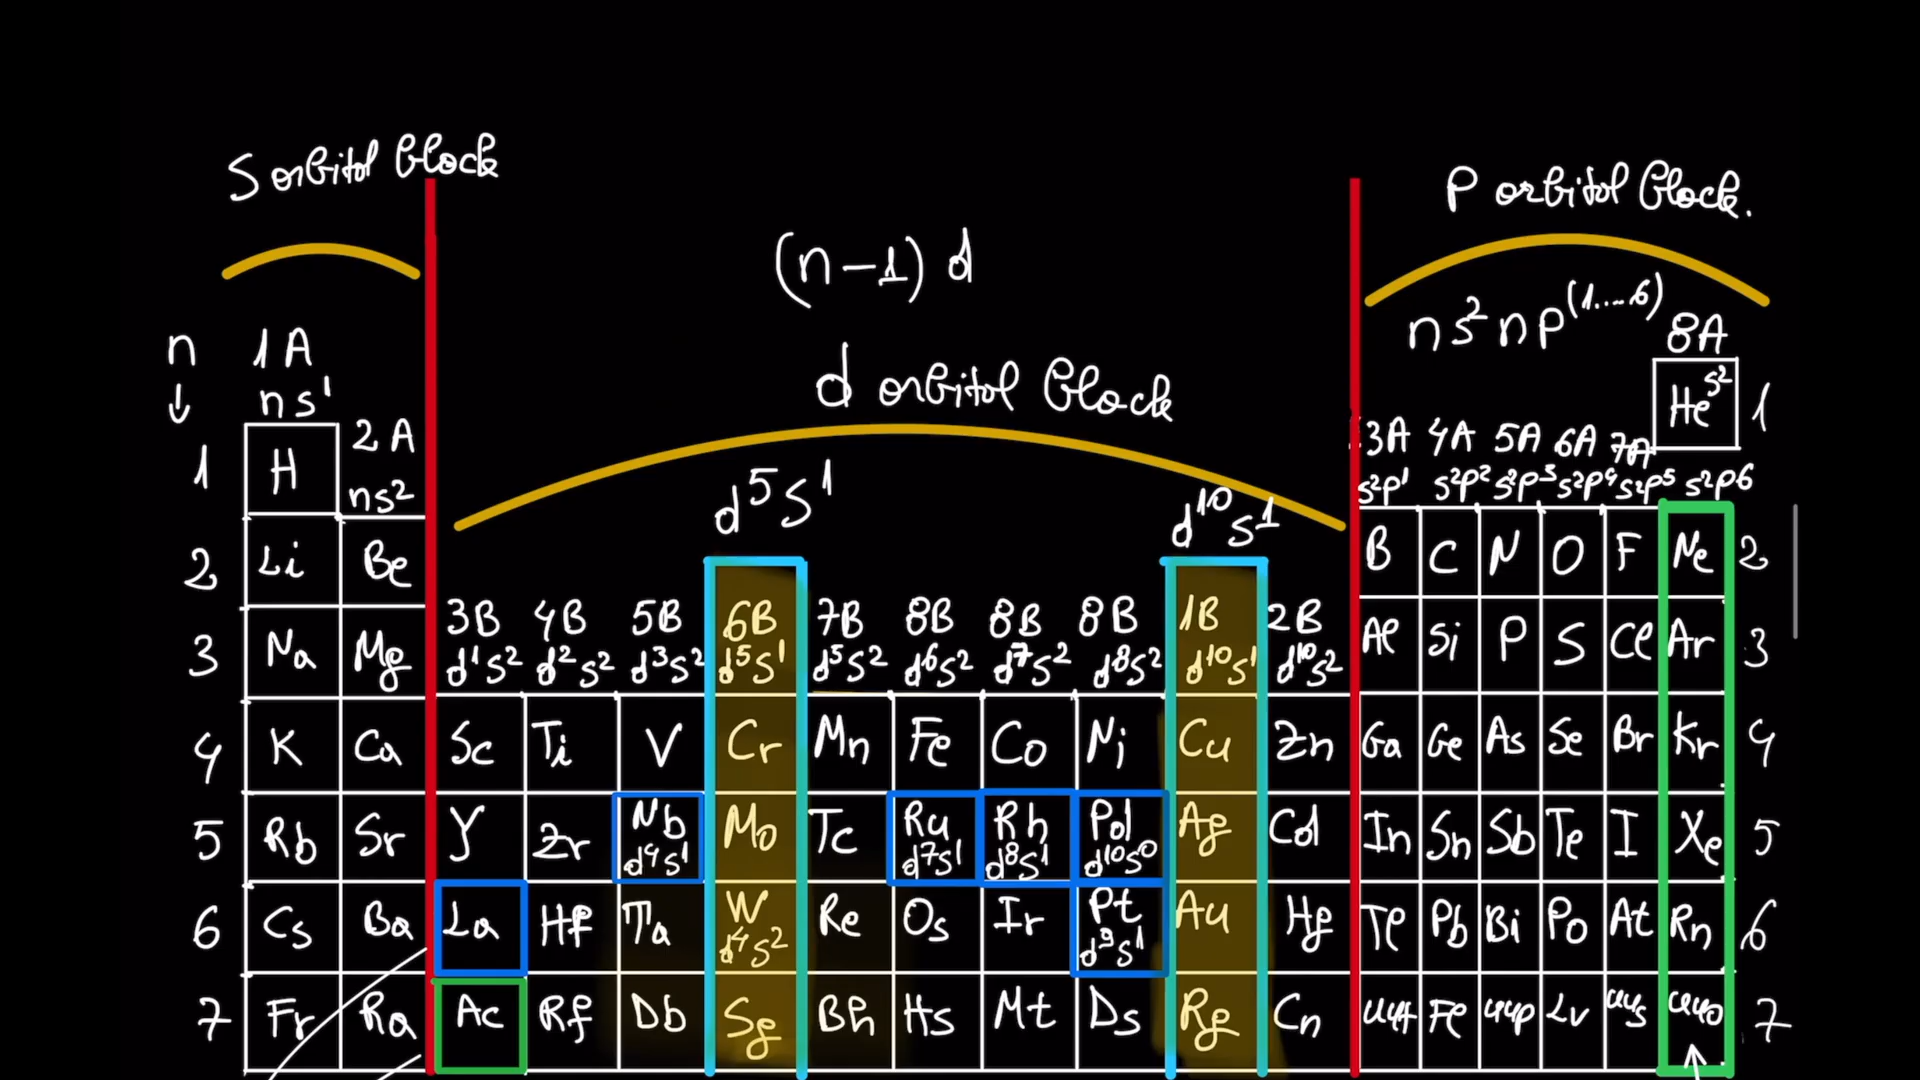 S orbital block
P orbital block.
(n-1) d
ns² np⁽¹····⁶⁾
n 1A 8A
↓ ns¹ d orbital block He s² 1
2A 3A 4A 5A 6A 7A
1 H ns² d⁵s¹ d¹⁰s¹ s²p¹ s²p² s²p³ s²p⁴ s²p⁵ s²p⁶
2 Li Be B C N O F Ne 2
3B 4B 5B 6B 7B 8B 8B 8B 1B 2B
3 Na Mg d¹s² d²s² d³s² d⁵s¹ d⁵s² d⁶s² d⁷s² d⁸s² d¹⁰s¹ d¹⁰s² Al Si P S Cl Ar 3
4 K Ca Sc Ti V Cr Mn Fe Co Ni Cu Zn Ga Ge As Se Br Kr 4
5 Rb Sr Y Zr Nb Mo Tc Ru Rh Pd Ag Cd In Sn Sb Te I Xe 5
d⁴s¹ d⁷s¹ d⁸s¹ d¹⁰s⁰
6 Cs Ba La Hf Ta W Re Os Ir Pt Au Hg Tl Pb Bi Po At Rn 6
d⁴s² d⁹s¹
7 Fr Ra Ac Rf Db Sg Bh Hs Mt Ds Rg Cn Uut Fl Uup Lv Uus Uuo 7